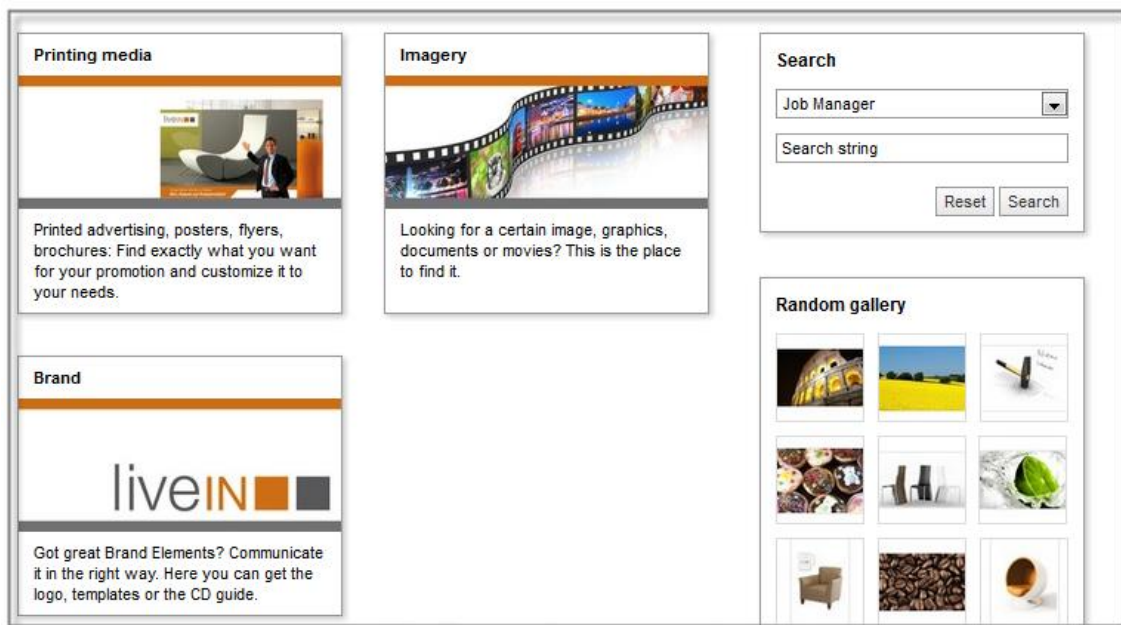 Printing media
liveIN
Printed advertising, posters, flyers,
brochures: Find exactly what you want
for your promotion and customize it to
your needs.
Imagery
Looking for a certain image, graphics,
documents or movies? This is the place
to find it.
Brand
liveIN
Got great Brand Elements? Communicate
it in the right way. Here you can get the
logo, templates or the CD guide.
Search
Job Manager
Search string
Reset Search
Random gallery